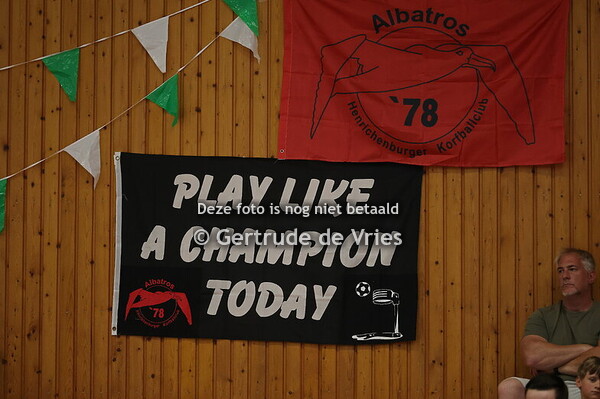 Albatros
`78
Henrichenburger Korfballclub
PLAY LIKE
Deze foto is nog niet betaald
A CHAMPION
© Gertrude de Vries
TODAY
Albatros
'78